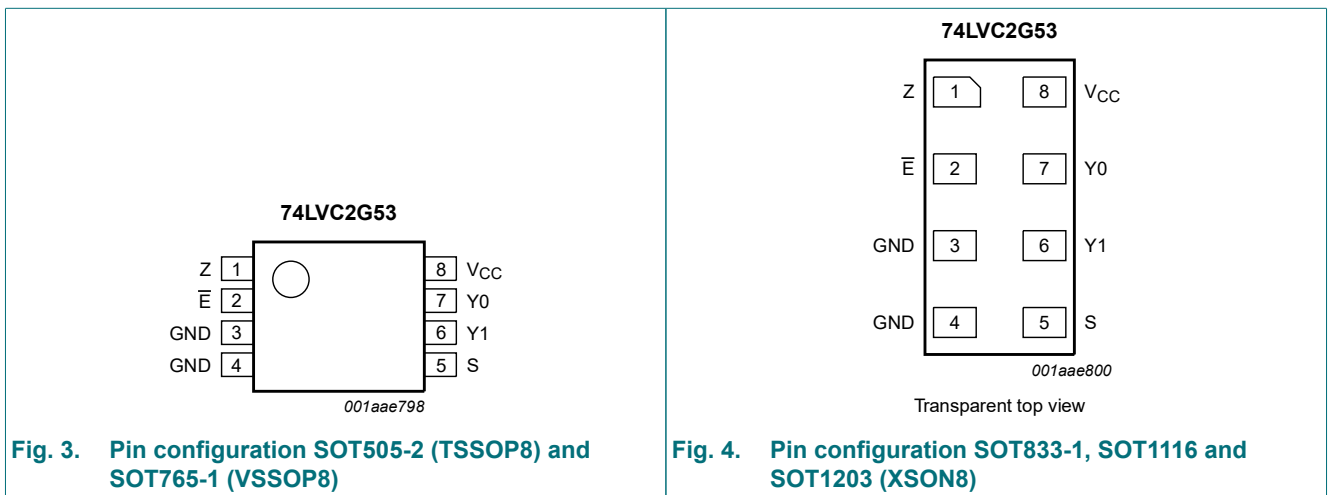 74LVC2G53
Z 1 8 VCC
E̅ 2 7 Y0
GND 3 6 Y1
GND 4 5 S
001aae798
Fig. 3. Pin configuration SOT505-2 (TSSOP8) and
SOT765-1 (VSSOP8)
74LVC2G53
Z 1 8 VCC
E̅ 2 7 Y0
GND 3 6 Y1
GND 4 5 S
001aae800
Transparent top view
Fig. 4. Pin configuration SOT833-1, SOT1116 and
SOT1203 (XSON8)